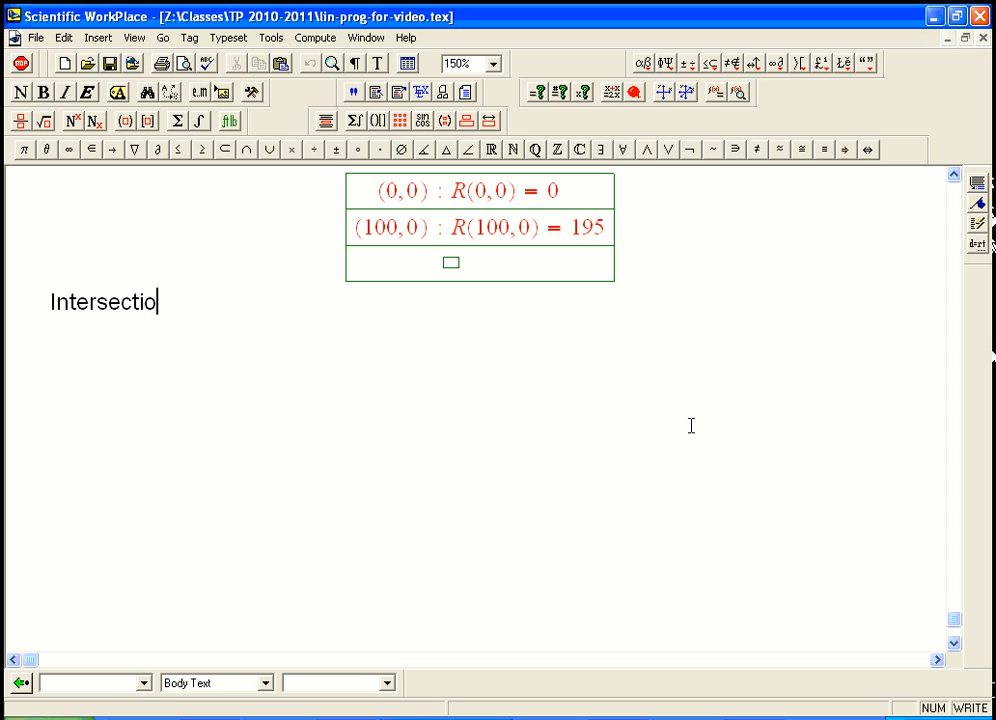 Scientific WorkPlace - [Z:\Classes\TP 2010-2011\lin-prog-for-video.tex]
File Edit Insert View Go Tag Typeset Tools Compute Window Help
150%
N B I E
π θ ∞ ∈ → ∇ ∂ ≤ ≥ ⊂ ∩ ∪ × ÷ ± ∘ · ∅ ∡ △ ∠ ℝ ℕ ℚ ℤ ℂ ∃ ∀ ∧ ∨ ¬ ~ ∋ ≠ ≈ ≅ ≡ ⇒ ⇔
(0,0) : R(0,0) = 0
(100,0) : R(100,0) = 195
Intersectio
Body Text
NUM WRITE